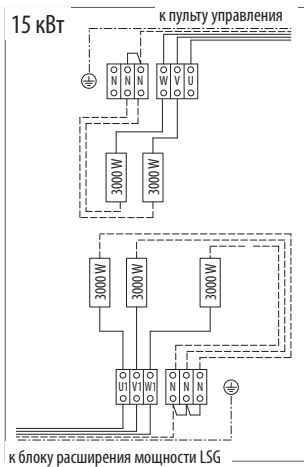 к пульту управления
15 кВт
N N N W V U
3000 W 3000 W
3000 W 3000 W 3000 W
U1 V1 W1 N N N
к блоку расширения мощности LSG